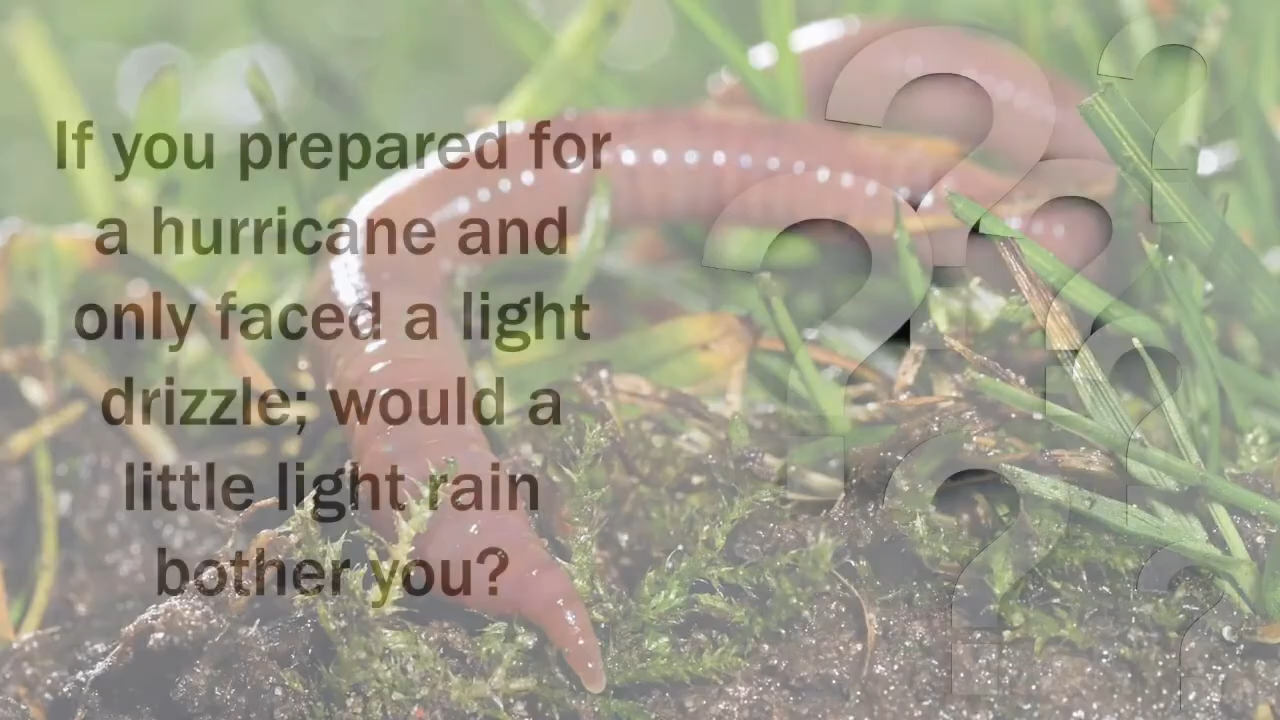 If you prepared for
a hurricane and
only faced a light
drizzle; would a
little light rain
bother you?